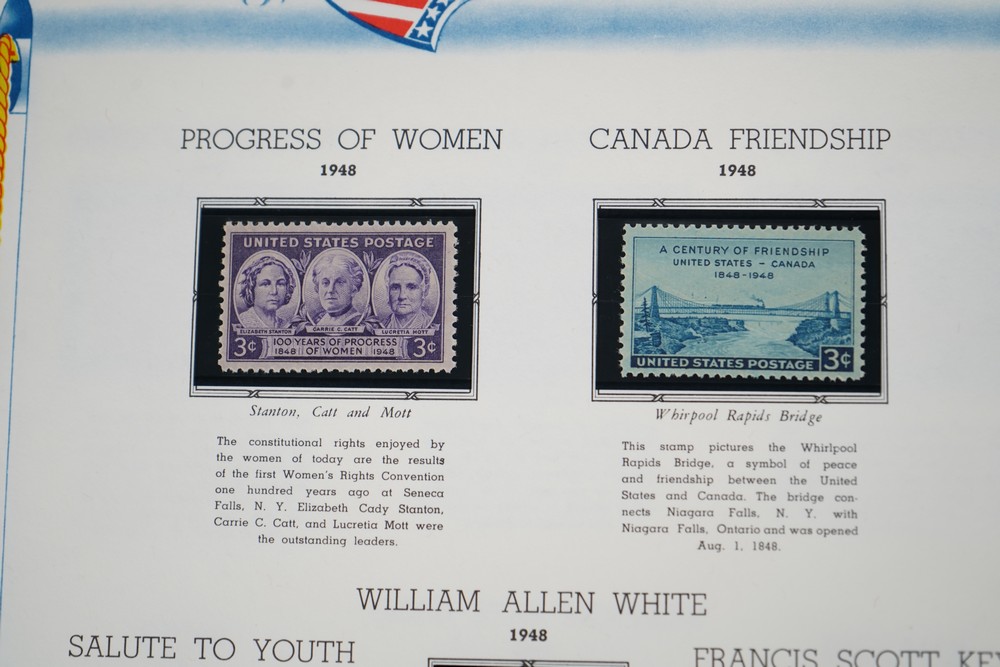 PROGRESS OF WOMEN
1948
UNITED STATES POSTAGE
ELIZABETH STANTON
CARRIE C. CATT
LUCRETIA MOTT
3¢
100 YEARS OF PROGRESS
1848 OF WOMEN 1948
3¢
Stanton, Catt and Mott
The constitutional rights enjoyed by
the women of today are the results
of the first Women's Rights Convention
one hundred years ago at Seneca
Falls, N. Y. Elizabeth Cady Stanton,
Carrie C. Catt, and Lucretia Mott were
the outstanding leaders.
CANADA FRIENDSHIP
1948
A CENTURY OF FRIENDSHIP
UNITED STATES - CANADA
1848-1948
UNITED STATES POSTAGE 3¢
Whirpool Rapids Bridge
This stamp pictures the Whirlpool
Rapids Bridge, a symbol of peace
and friendship between the United
States and Canada. The bridge con-
nects Niagara Falls, N. Y. with
Niagara Falls, Ontario and was opened
Aug. 1, 1848.
WILLIAM ALLEN WHITE
1948
SALUTE TO YOUTH
FRANCIS SCOTT KE